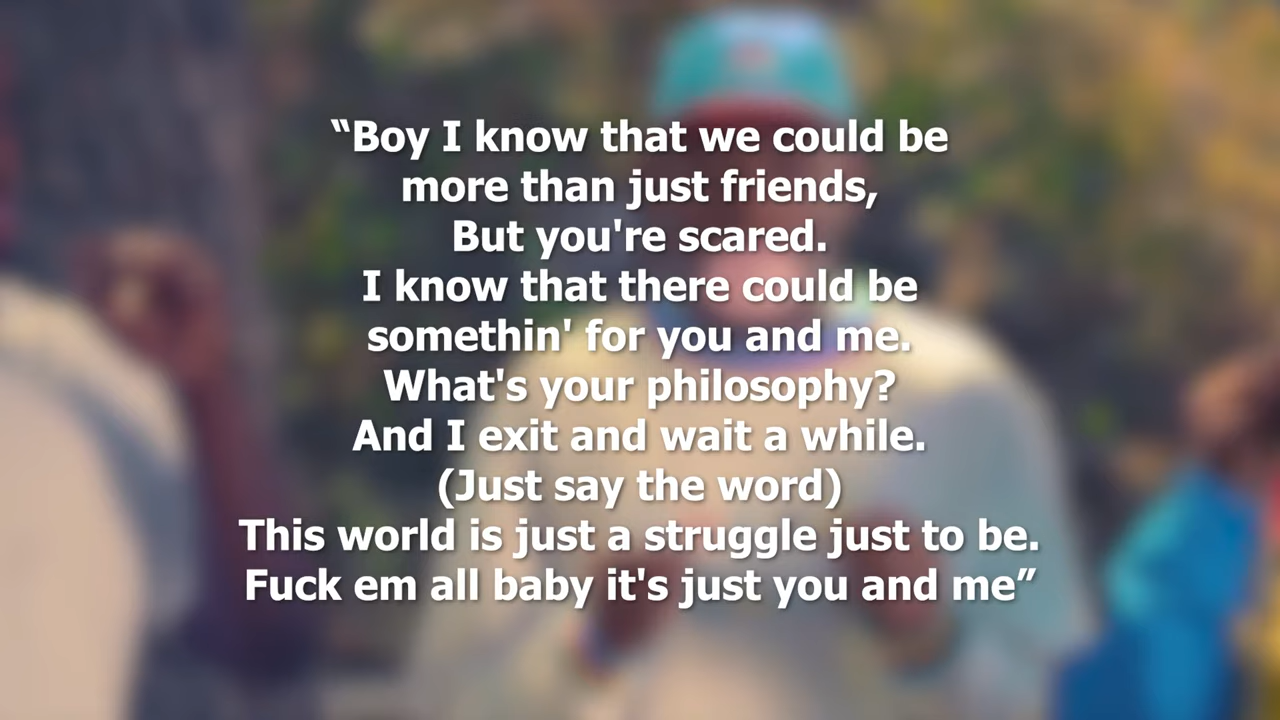 “Boy I know that we could be
more than just friends,
But you're scared.
I know that there could be
somethin' for you and me.
What's your philosophy?
And I exit and wait a while.
(Just say the word)
This world is just a struggle just to be.
Fuck em all baby it's just you and me”